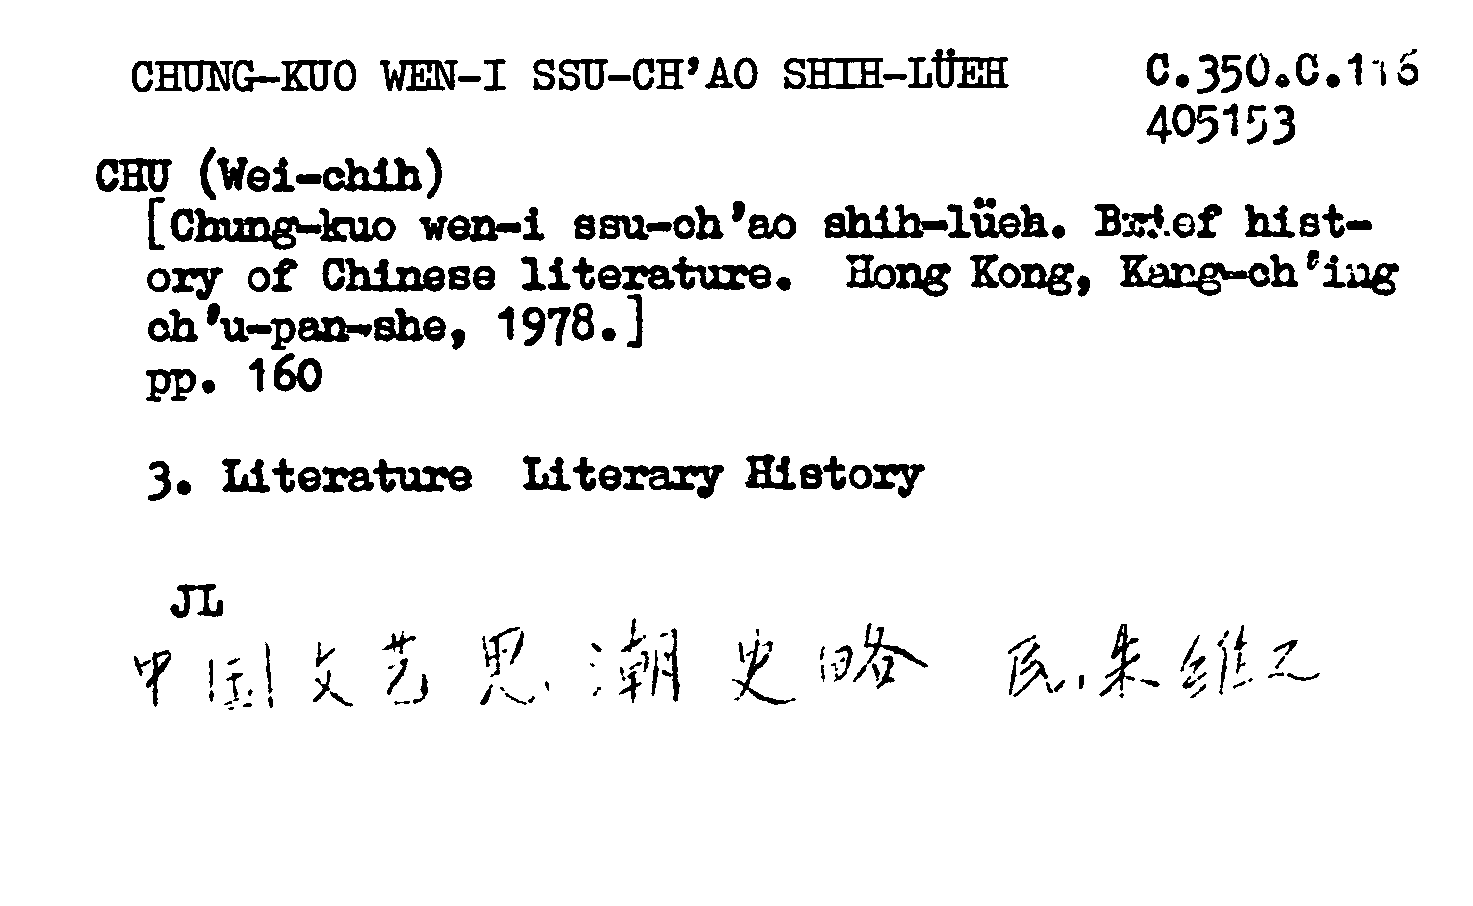 CHUNG-KUO WEN-I SSU-CH'AO SHIH-LÜEH C.350.C.116
405153
CHU (Wei-chih)
[Chung-kuo wen-i ssu-ch'ao shih-lüeh. Brief hist-
ory of Chinese literature. Hong Kong, Kang-ch'ing
ch'u-pan-she, 1978.]
pp. 160
3. Literature Literary History
JL
中国文艺思潮史略 朱维之